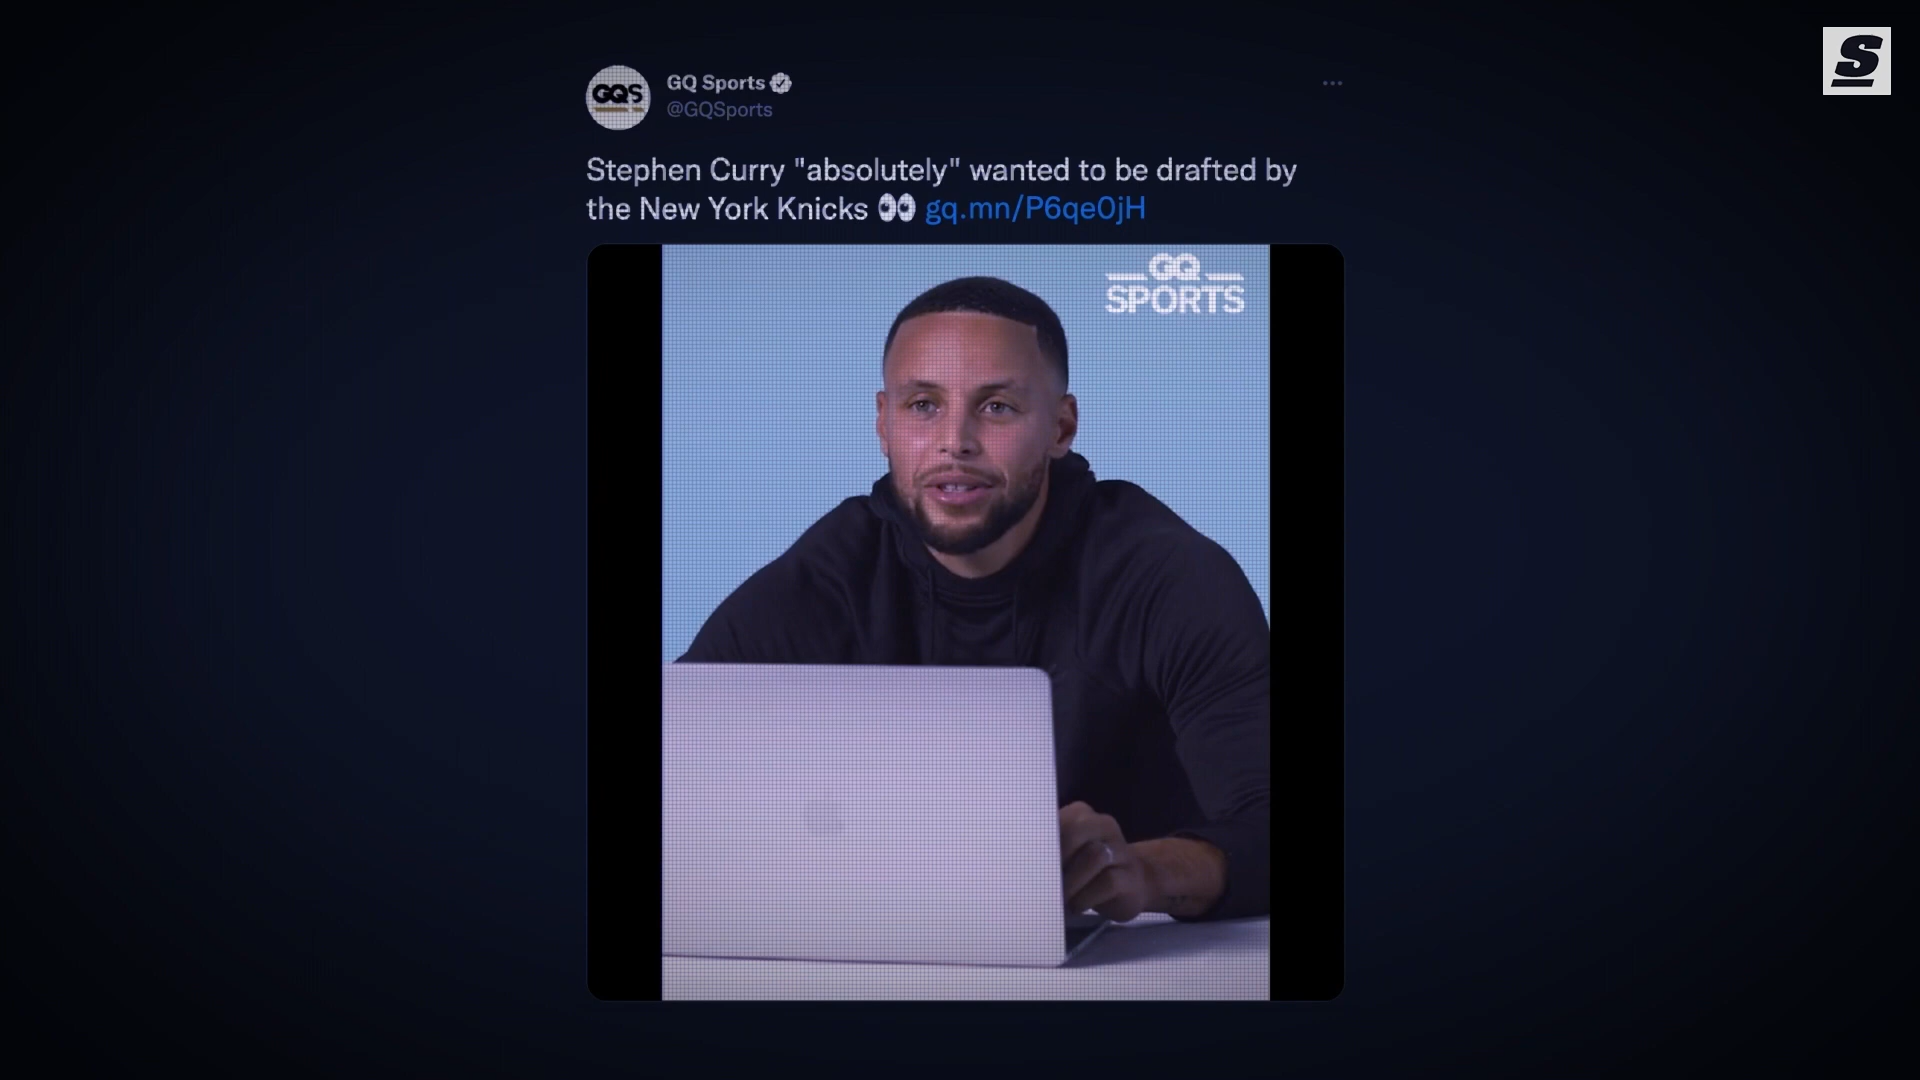 S
GQS
GQ Sports
@GQSports
Stephen Curry "absolutely" wanted to be drafted by
the New York Knicks 👀 gq.mn/P6qe0jH
GQ
SPORTS